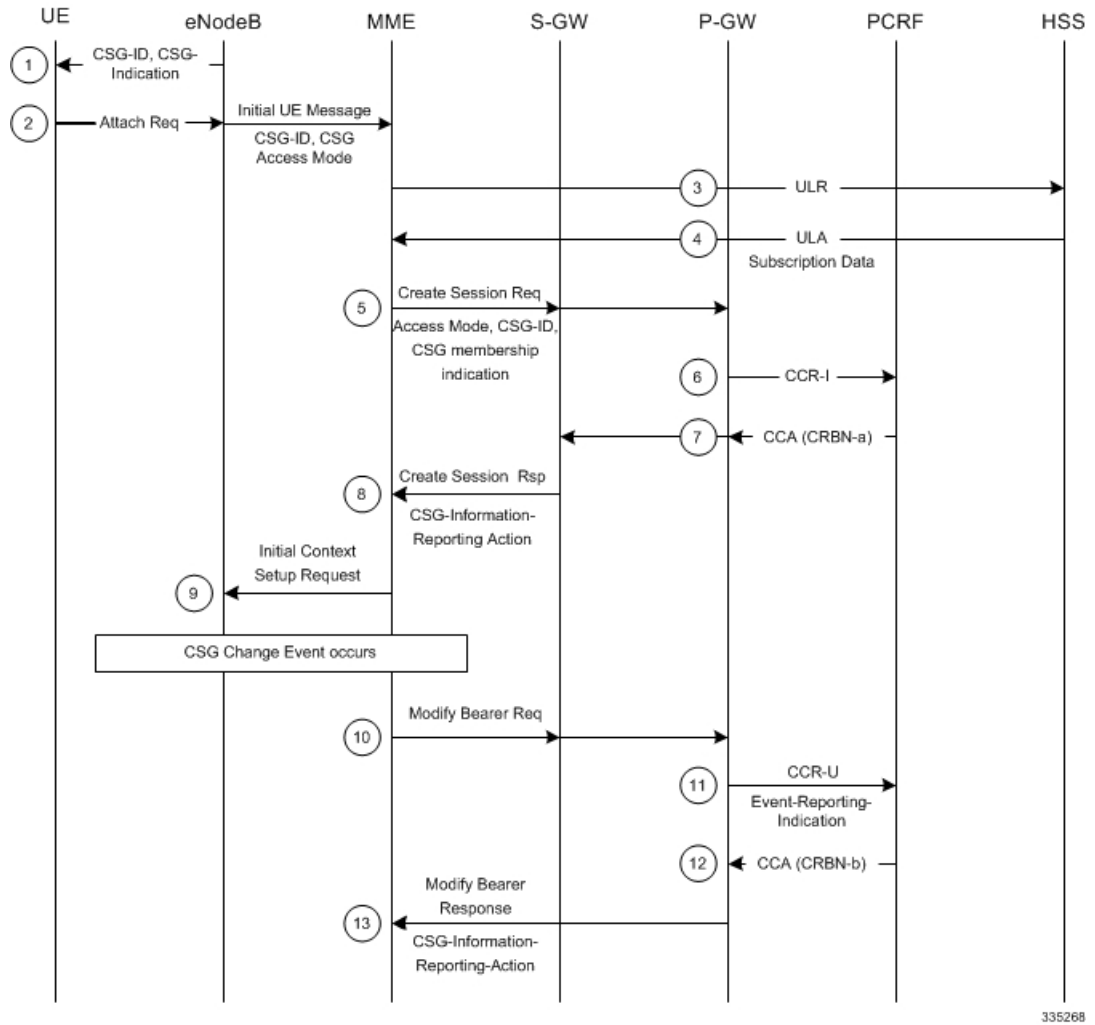 UE
eNodeB
MME
S-GW
P-GW
PCRF
HSS
1
CSG-ID, CSG-
Indication
2
Attach Req
Initial UE Message
CSG-ID, CSG
Access Mode
3
ULR
4
ULA
Subscription Data
5
Create Session Req
Access Mode, CSG-ID,
CSG membership
indication
6
CCR-I
7
CCA (CRBN-a)
8
Create Session Rsp
CSG-Information-
Reporting Action
9
Initial Context
Setup Request
CSG Change Event occurs
10
Modify Bearer Req
11
CCR-U
Event-Reporting-
Indication
12
CCA (CRBN-b)
13
Modify Bearer
Response
CSG-Information-
Reporting-Action
335268